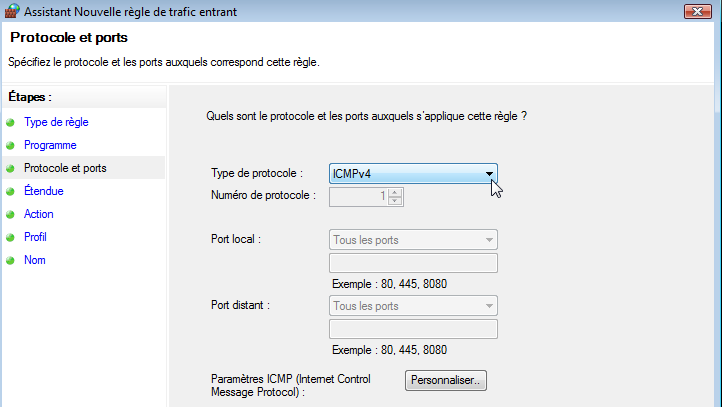 Assistant Nouvelle règle de trafic entrant
Protocole et ports
Spécifiez le protocole et les ports auxquels correspond cette règle.
Étapes :
Type de règle
Programme
Protocole et ports
Étendue
Action
Profil
Nom
Quels sont le protocole et les ports auxquels s'applique cette règle ?
Type de protocole : ICMPv4
Numéro de protocole : 1
Port local : Tous les ports
Exemple : 80, 445, 8080
Port distant : Tous les ports
Exemple : 80, 445, 8080
Paramètres ICMP (Internet Control Personnaliser..
Message Protocol) :